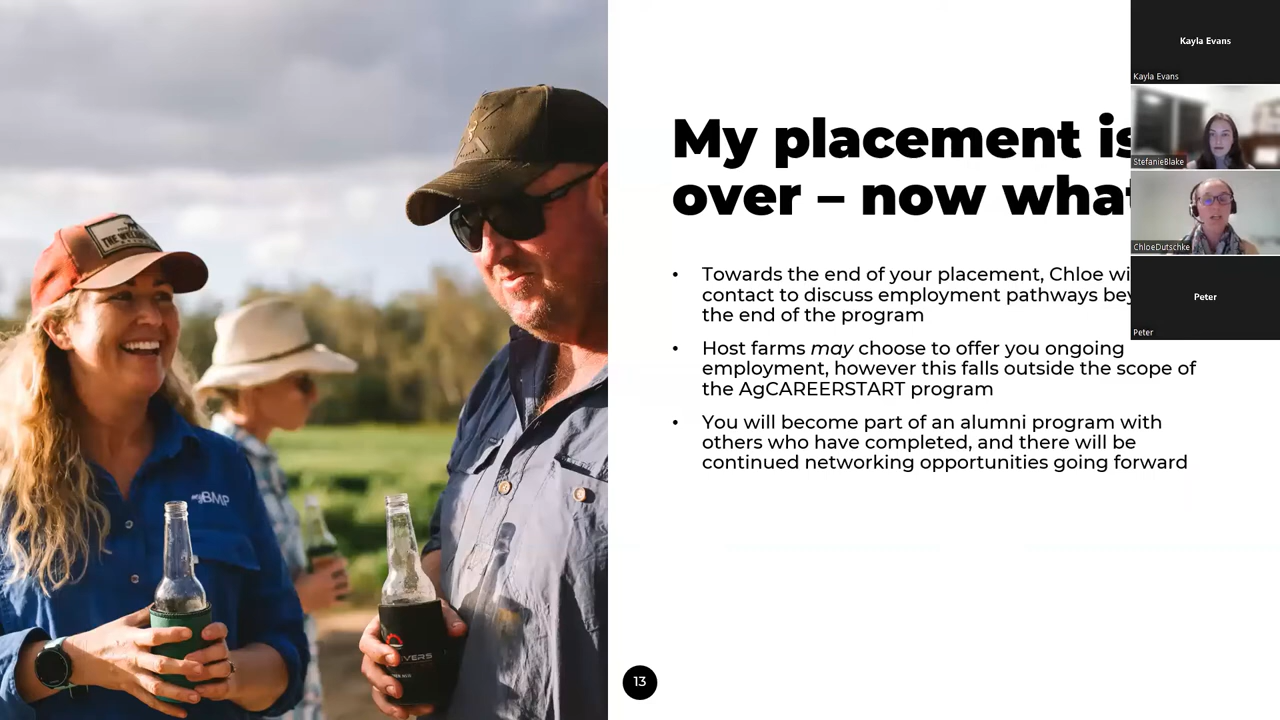 My placement is
over – now what
• Towards the end of your placement, Chloe
contact to discuss employment pathways
the end of the program
• Host farms may choose to offer you ongoing
employment, however this falls outside the scope of
the AgCAREERSTART program
• You will become part of an alumni program with
others who have completed, and there will be
continued networking opportunities going forward
13
Kayla Evans
Kayla Evans
StefanieBlake
ChloeDutschke
Peter
Peter
myBMP